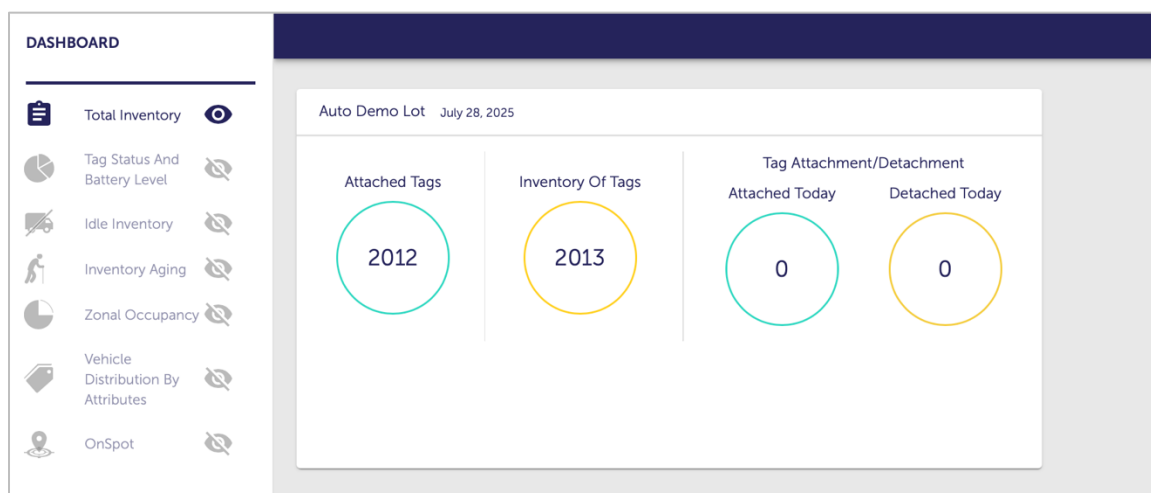 DASHBOARD
Total Inventory
Tag Status And
Battery Level
Idle Inventory
Inventory Aging
Zonal Occupancy
Vehicle
Distribution By
Attributes
OnSpot
Auto Demo Lot July 28, 2025
Attached Tags
2012
Inventory Of Tags
2013
Tag Attachment/Detachment
Attached Today
0
Detached Today
0